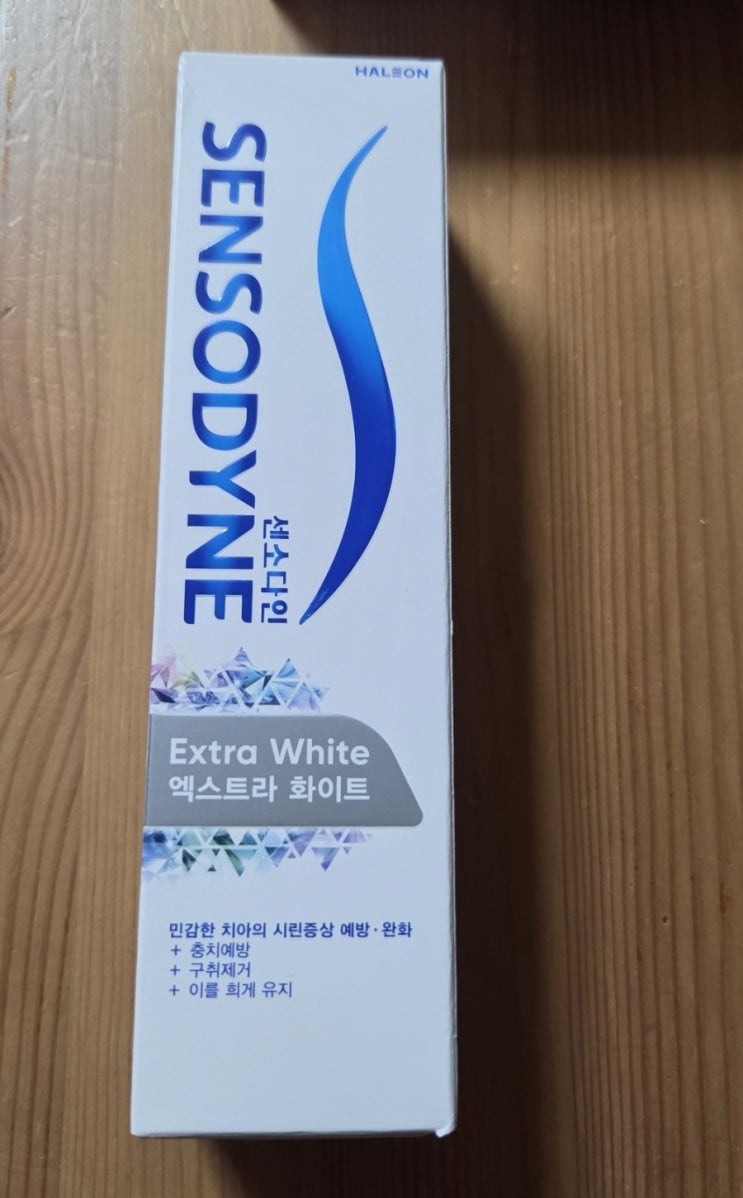 HALEON
SENSODYNE
센소다인
Extra White
엑스트라 화이트
민감한 치아의 시린증상 예방·완화
+ 충치예방
+ 구취제거
+ 이를 희게 유지